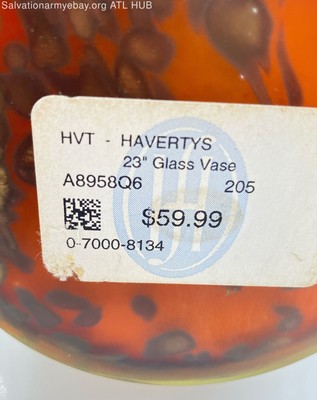 Salvationarmyebay.org ATL HUB
HVT - HAVERTYS
23" Glass Vase
A8958Q6 205
$59.99
0-7000-8134